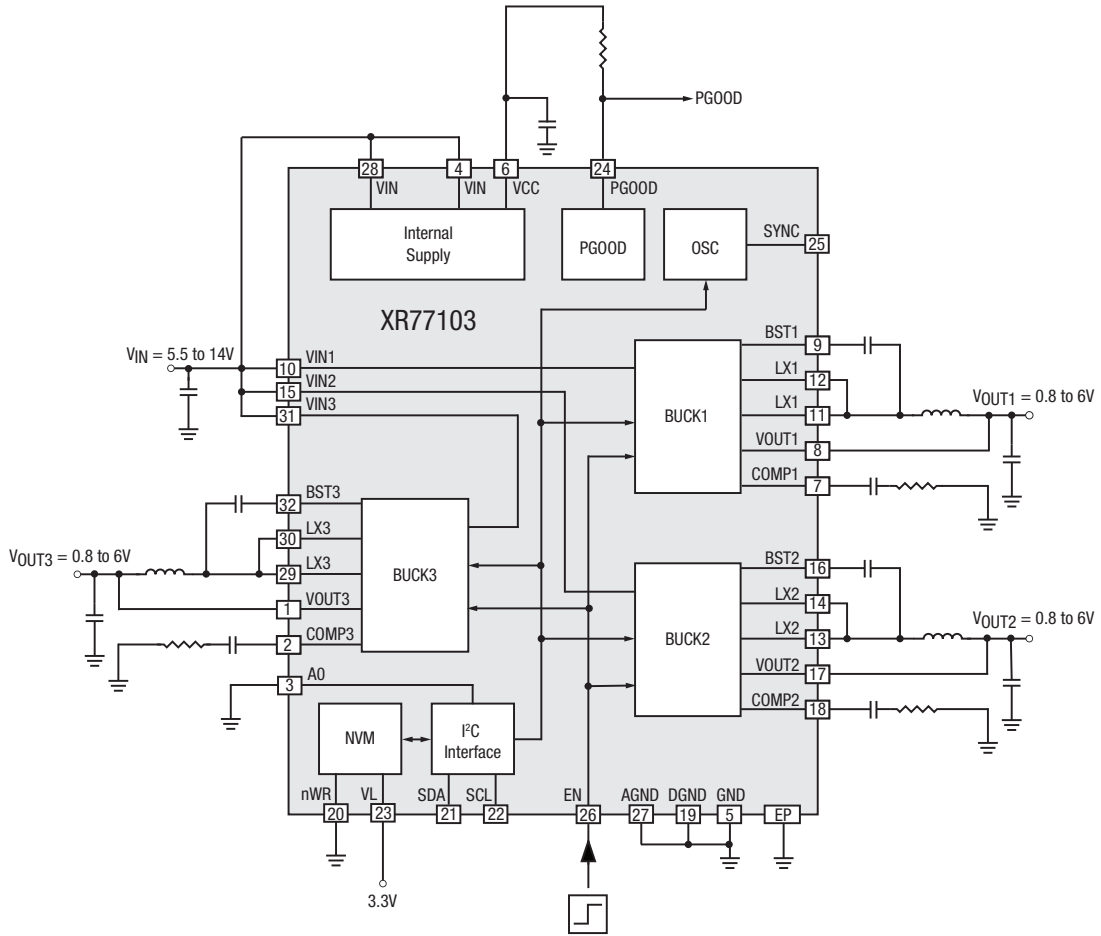 PGOOD
28
4
6
24
VIN
VIN
VCC
PGOOD
Internal
Supply
PGOOD
OSC
SYNC
25
XR77103
VIN = 5.5 to 14V
10
VIN1
15
VIN2
31
VIN3
BUCK1
BST1
9
LX1
12
LX1
11
VOUT1
8
COMP1
7
VOUT1 = 0.8 to 6V
32
BST3
30
LX3
29
LX3
1
VOUT3
2
COMP3
VOUT3 = 0.8 to 6V
BUCK3
3
A0
BUCK2
BST2
16
LX2
14
LX2
13
VOUT2
17
COMP2
18
VOUT2 = 0.8 to 6V
NVM
I²C
Interface
nWR
VL
SDA
SCL
EN
AGND
DGND
GND
20
23
21
22
26
27
19
5
EP
3.3V